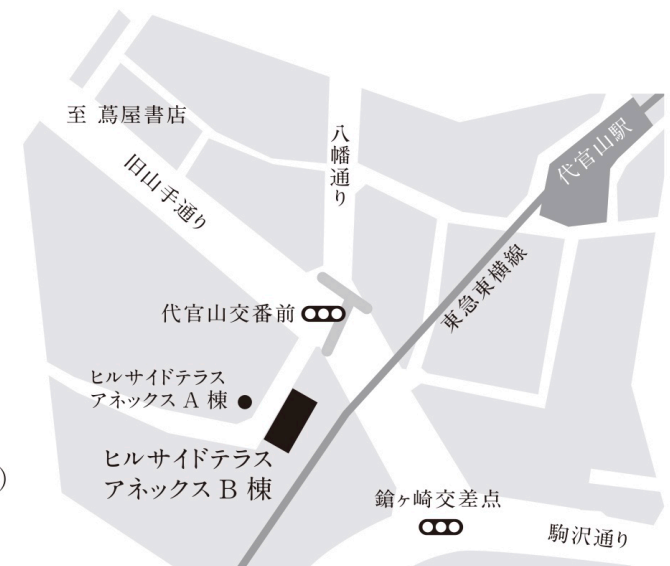 至 蔦屋書店
八幡通り
旧山手通り
代官山駅
東急東横線
代官山交番前
ヒルサイドテラス
アネックス A 棟
ヒルサイドテラス
アネックス B 棟
)
鎗ヶ崎交差点
駒沢通り